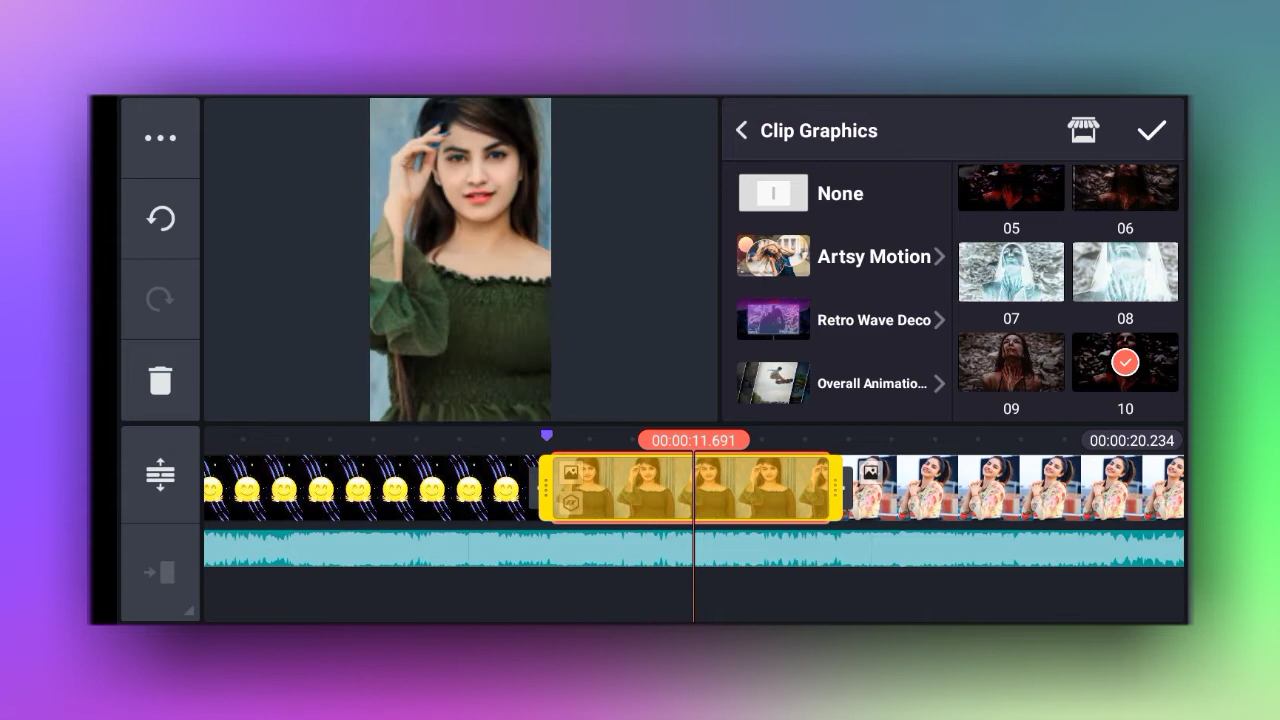 Clip Graphics
None
Artsy Motion
Retro Wave Deco
Overall Animatio...
05
06
07
08
09
10
00:00:11.691
00:00:20.234